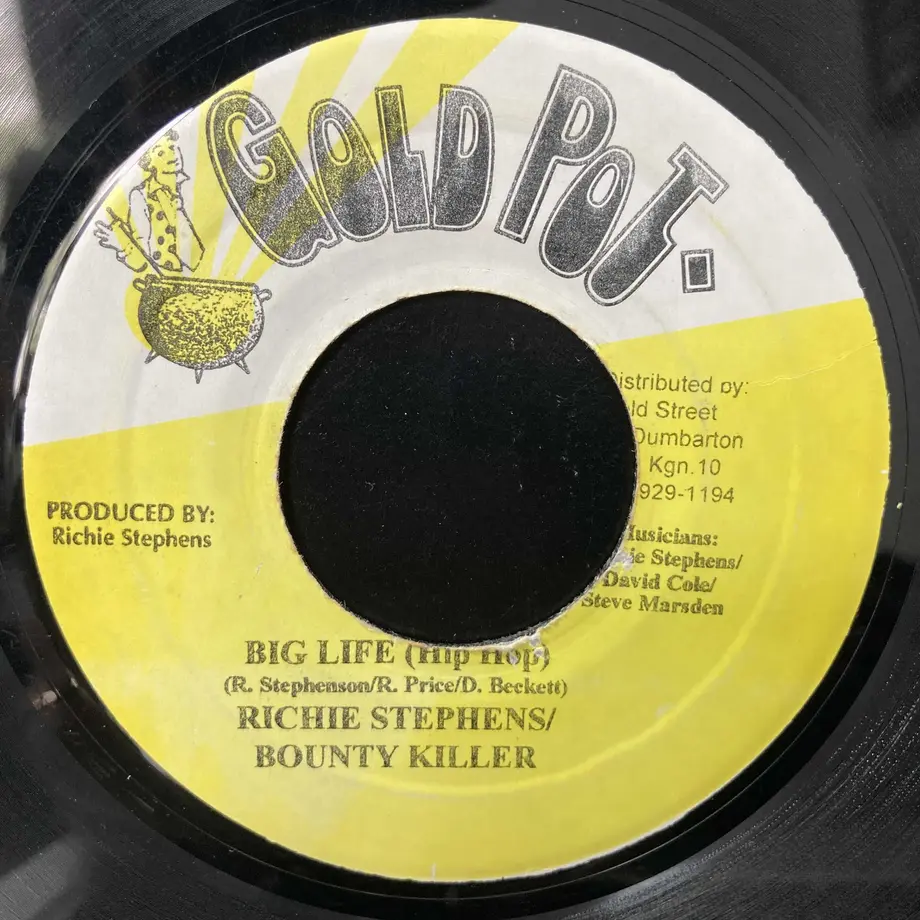 GOLD POT.
Distributed by:
ld Street
Dumbarton
Kgn.10
929-1194
PRODUCED BY:
Richie Stephens
Musicians:
ie Stephens/
David Cole/
Steve Marsden
BIG LIFE (Hip Hop)
(R. Stephenson/R. Price/D. Beckett)
RICHIE STEPHENS/
BOUNTY KILLER